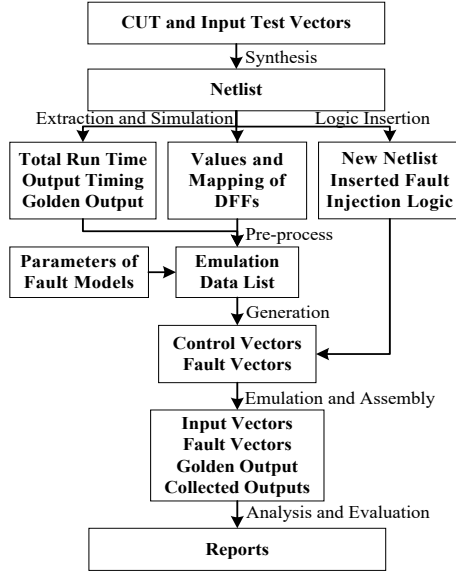 CUT and Input Test Vectors
Synthesis
Netlist
Extraction and Simulation
Logic Insertion
Total Run Time
Output Timing
Golden Output
Values and
Mapping of
DFFs
New Netlist
Inserted Fault
Injection Logic
Pre-process
Parameters of
Fault Models
Emulation
Data List
Generation
Control Vectors
Fault Vectors
Emulation and Assembly
Input Vectors
Fault Vectors
Golden Output
Collected Outputs
Analysis and Evaluation
Reports